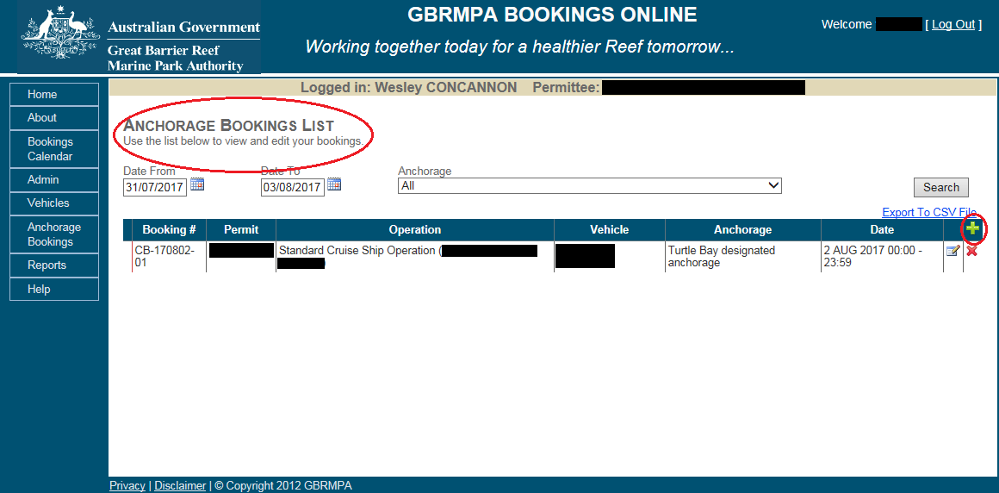 GBRMPA BOOKINGS ONLINE
Australian Government
Great Barrier Reef
Marine Park Authority
Working together today for a healthier Reef tomorrow...
Welcome [ Log Out ]
Logged in: Wesley CONCANNON Permittee:
Home
About
Bookings
Calendar
Admin
Vehicles
Anchorage
Bookings
Reports
Help
ANCHORAGE BOOKINGS LIST
Use the list below to view and edit your bookings.
Date From Date To Anchorage
31/07/2017 03/08/2017 All Search
Export To CSV File
Booking # Permit Operation Vehicle Anchorage Date
CB-170802- Standard Cruise Ship Operation ( Turtle Bay designated 2 AUG 2017 00:00 -
01 ) anchorage 23:59
Privacy | Disclaimer | © Copyright 2012 GBRMPA